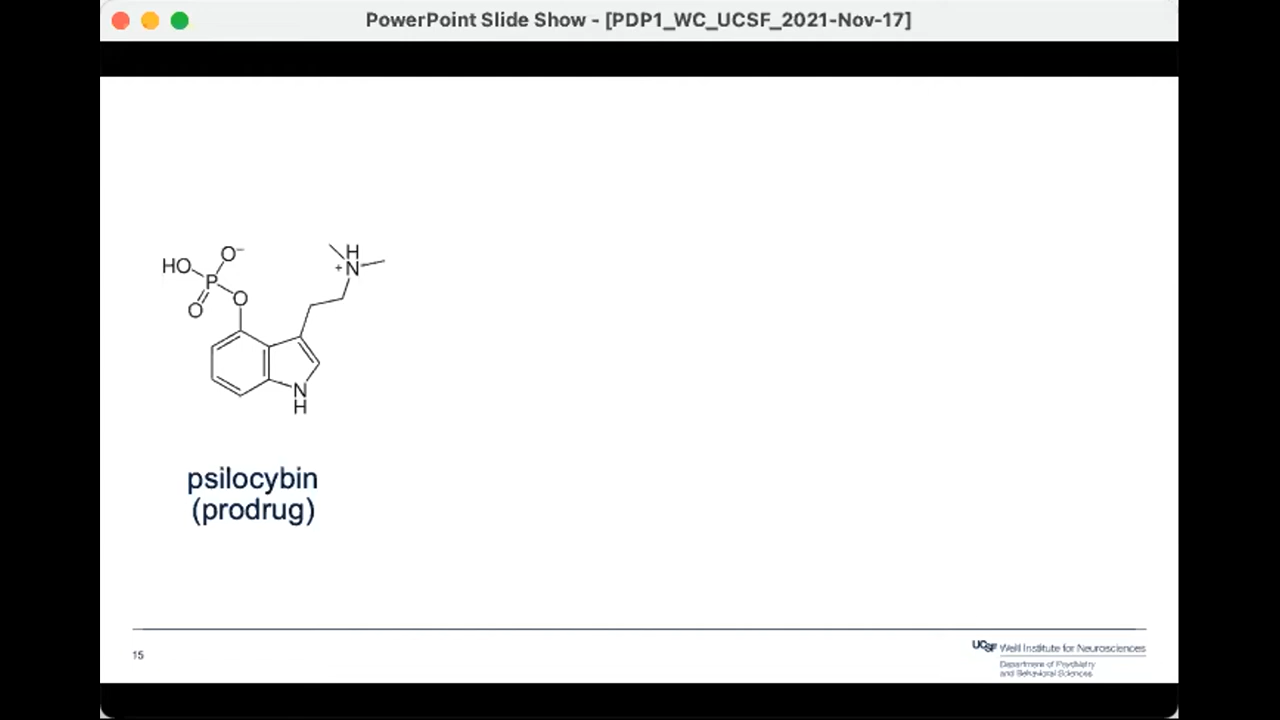 PowerPoint Slide Show - [PDP1_WC_UCSF_2021-Nov-17]
HO
O⁻
P
O
O
H
+
N
N
H
psilocybin
(prodrug)
15
UCSF Weill Institute for Neurosciences
Department of Psychiatry
and Behavioral Sciences